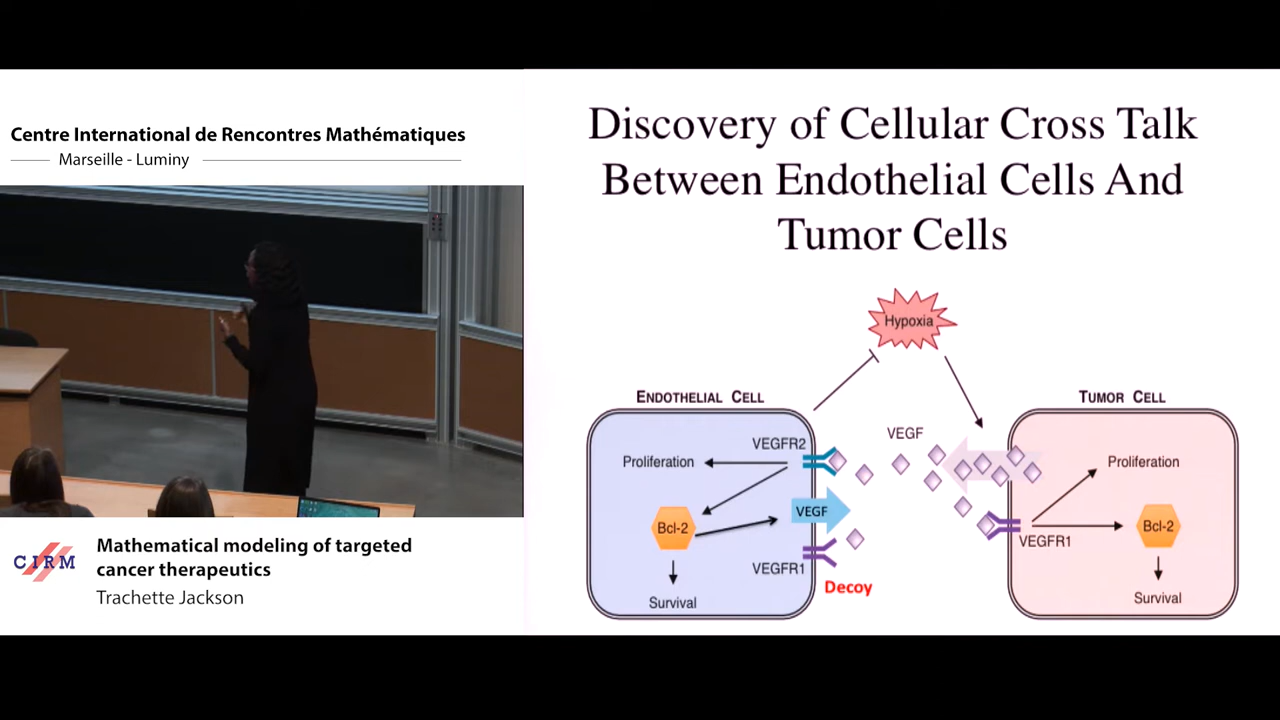 Centre International de Rencontres Mathématiques
Marseille - Luminy
Discovery of Cellular Cross Talk
Between Endothelial Cells And
Tumor Cells
Hypoxia
ENDOTHELIAL CELL
TUMOR CELL
VEGFR2
VEGF
Proliferation
Proliferation
Bcl-2
VEGF
VEGFR1
Bcl-2
VEGFR1
Decoy
Survival
Survival
CIRM
Mathematical modeling of targeted
cancer therapeutics
Trachette Jackson